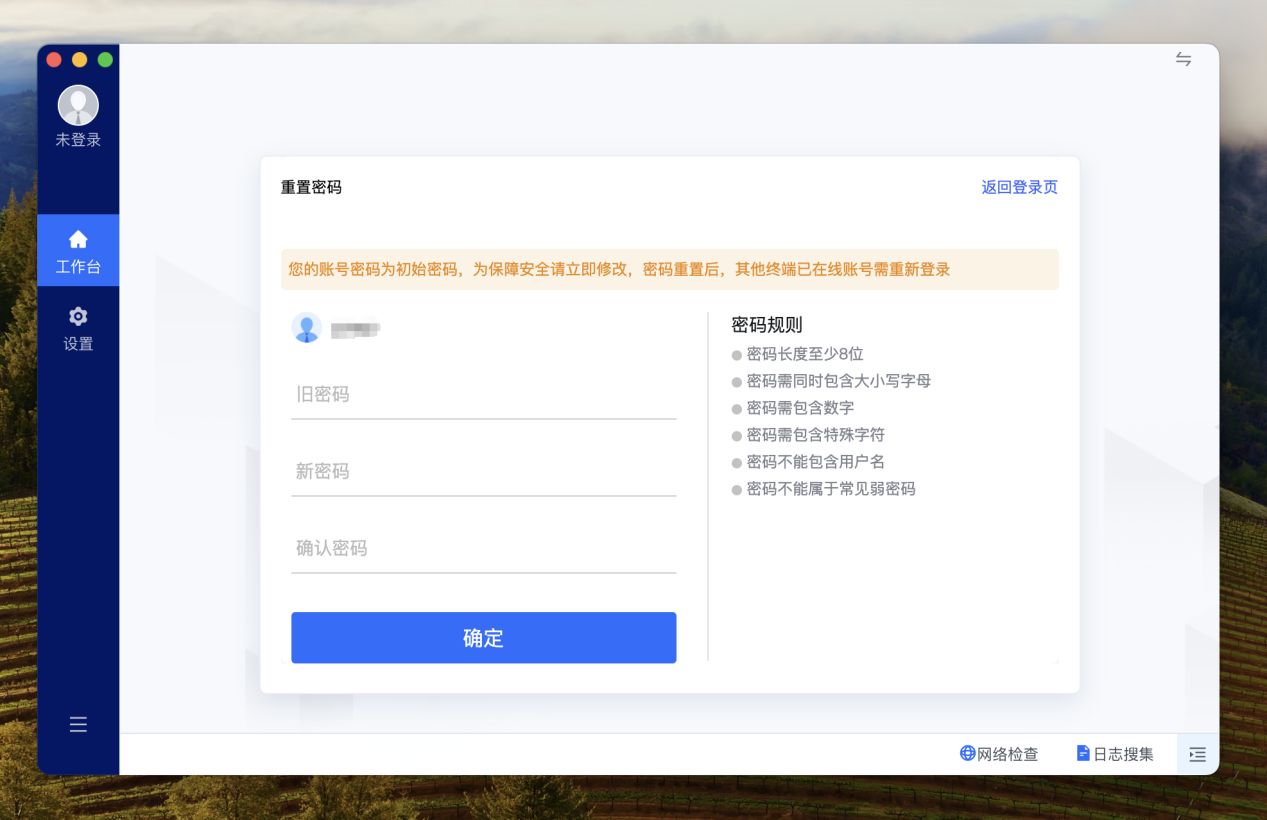 未登录
工作台
设置
重置密码
返回登录页
您的账号密码为初始密码，为保障安全请立即修改，密码重置后，其他终端已在线账号需重新登录
旧密码
新密码
确认密码
确定
密码规则
密码长度至少8位
密码需同时包含大小写字母
密码需包含数字
密码需包含特殊字符
密码不能包含用户名
密码不能属于常见弱密码
网络检查
日志搜集